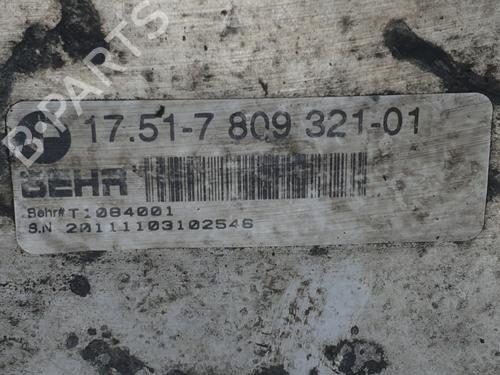 B-PARTS
17.51-7 809 321-01
BEHR
Behr# T1084001
S.N 20111103102546